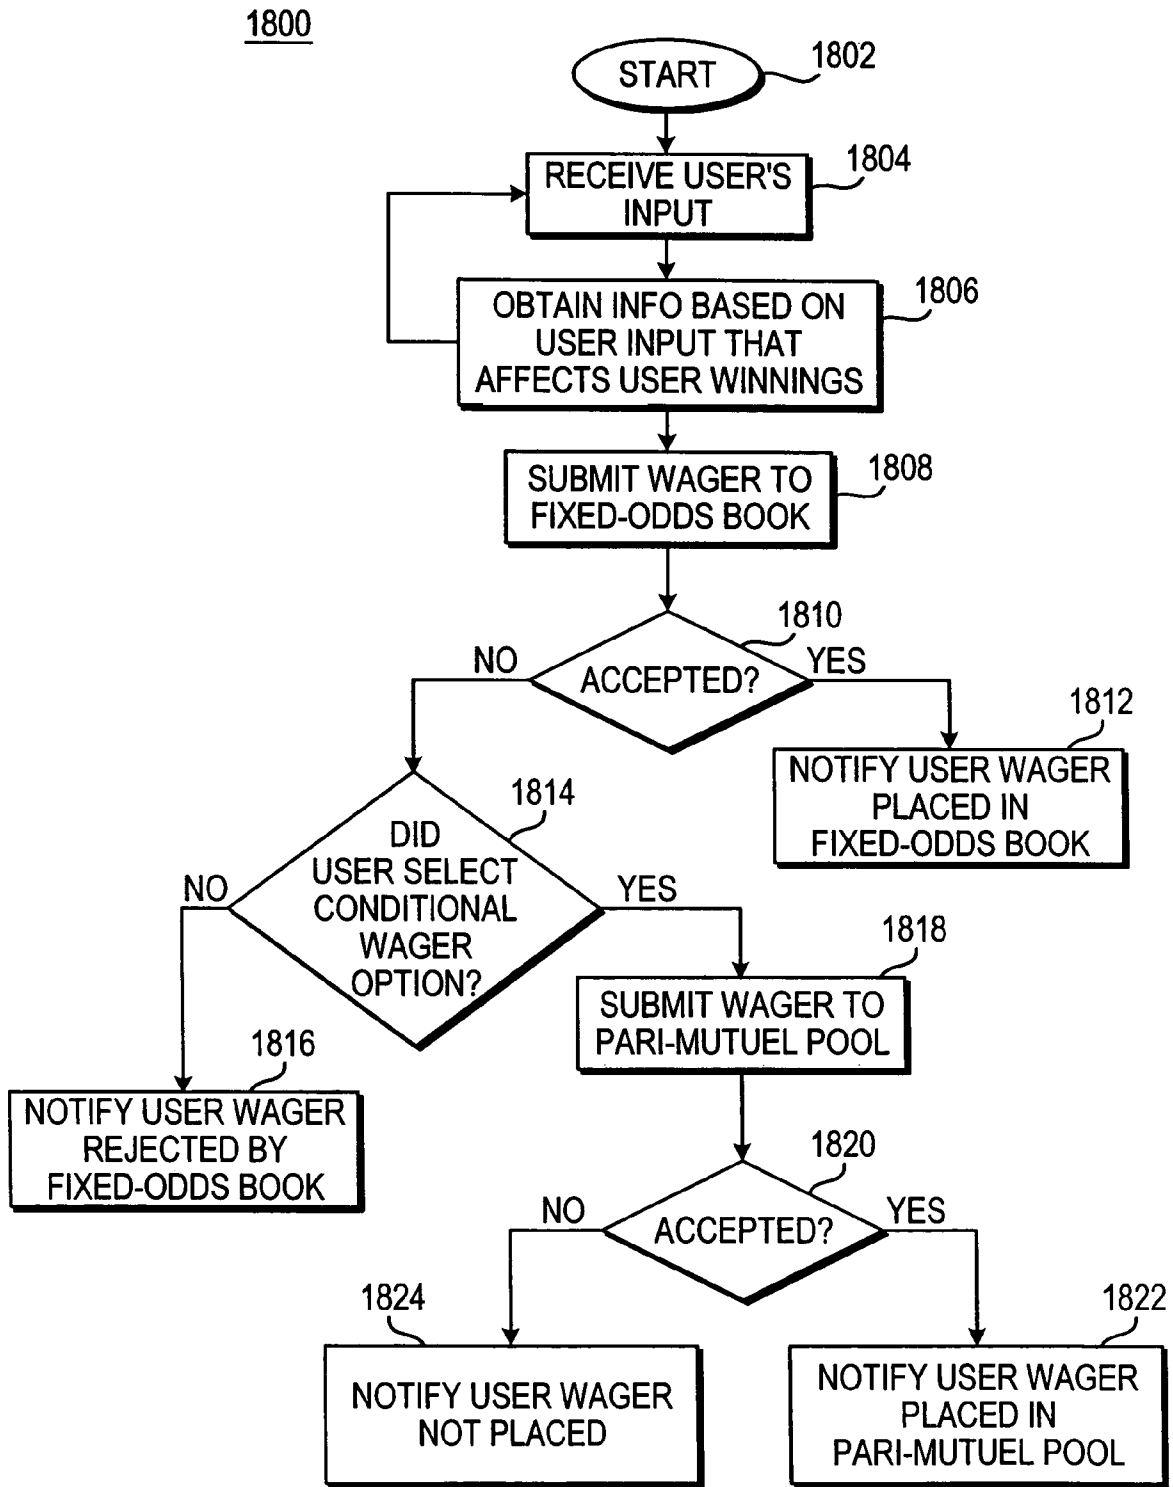 1800
START
1802
RECEIVE USER'S
INPUT
1804
OBTAIN INFO BASED ON
USER INPUT THAT
AFFECTS USER WINNINGS
1806
SUBMIT WAGER TO
FIXED-ODDS BOOK
1808
ACCEPTED?
1810
NO
YES
NOTIFY USER WAGER
PLACED IN
FIXED-ODDS BOOK
1812
DID
USER SELECT
CONDITIONAL
WAGER
OPTION?
1814
NO
YES
NOTIFY USER WAGER
REJECTED BY
FIXED-ODDS BOOK
1816
SUBMIT WAGER TO
PARI-MUTUEL POOL
1818
ACCEPTED?
1820
NO
YES
NOTIFY USER WAGER
NOT PLACED
1824
NOTIFY USER WAGER
PLACED IN
PARI-MUTUEL POOL
1822